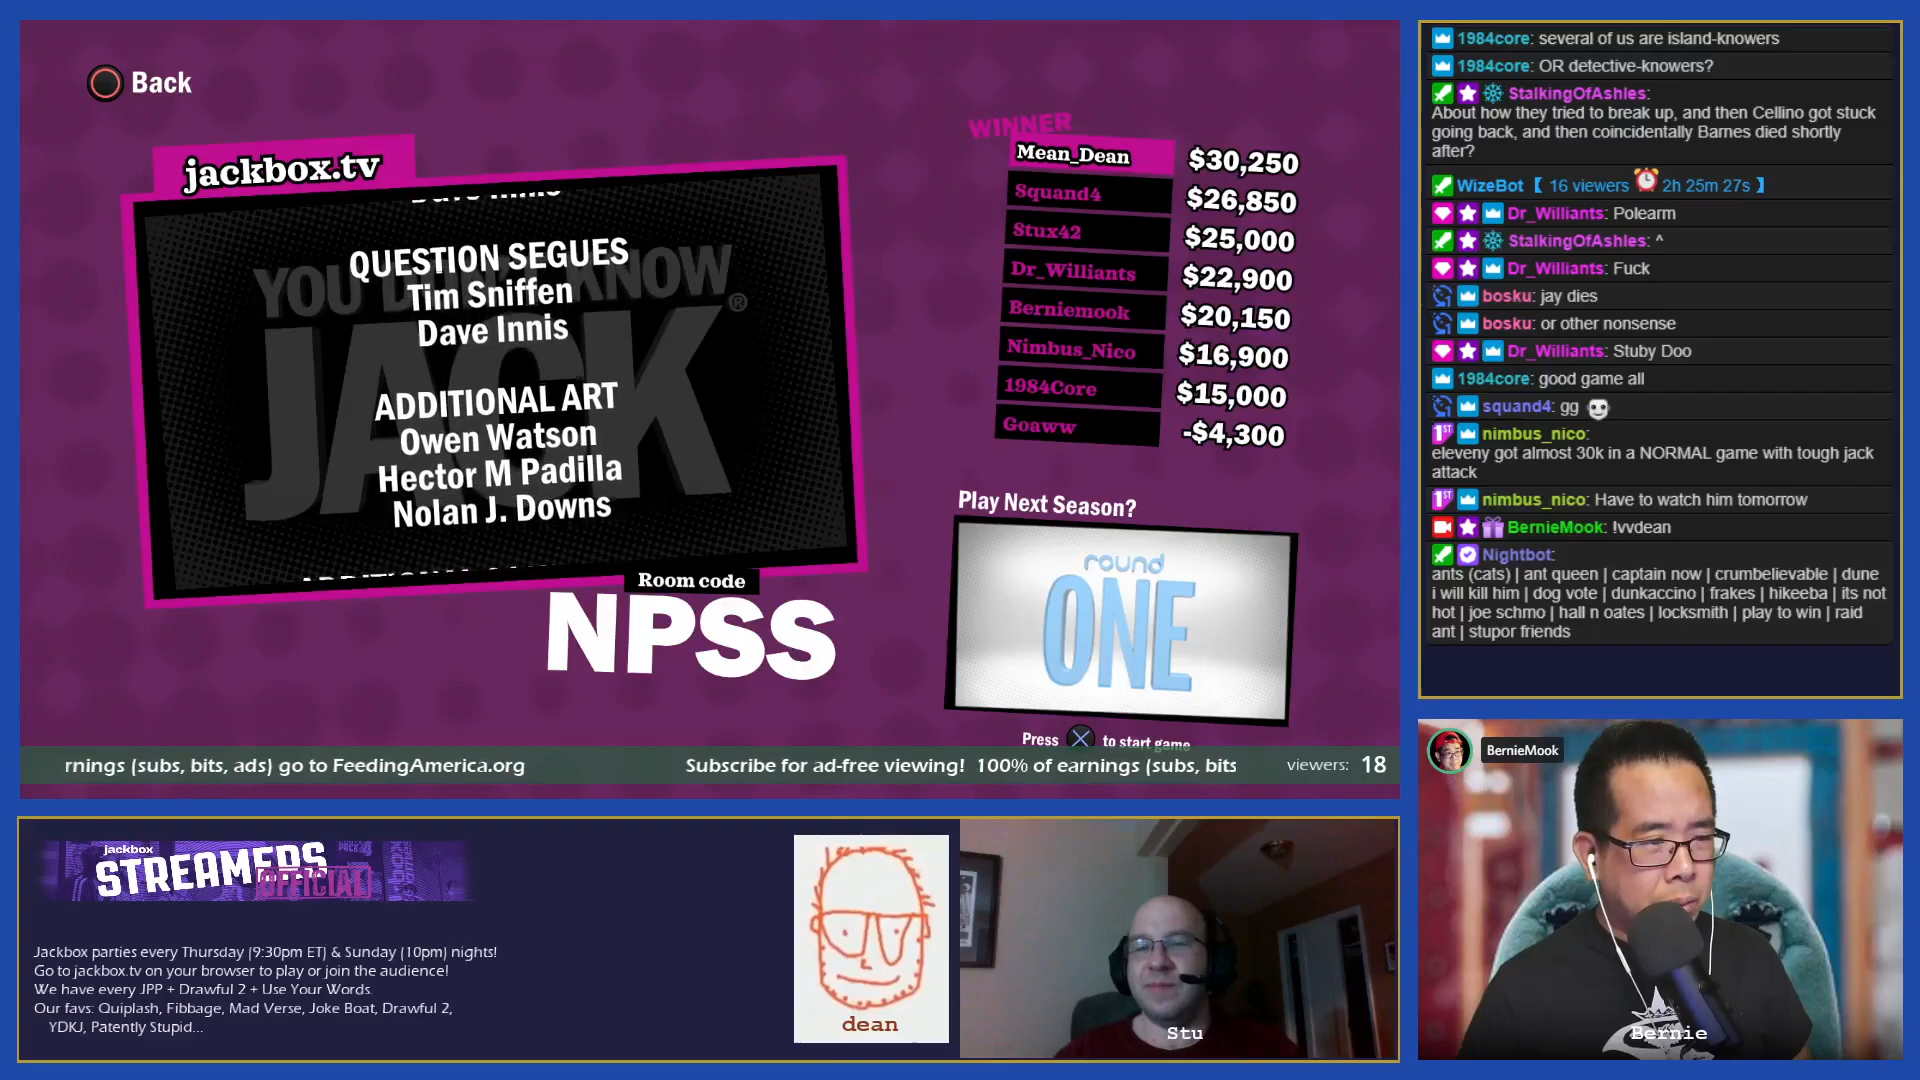 Back
jackbox.tv
QUESTION SEGUES
Tim Sniffen
Dave Innis
ADDITIONAL ART
Owen Watson
Hector M Padilla
Nolan J. Downs
YOU DON'T KNOW
JACK®
Room code
NPSS
WINNER
Mean_Dean $30,250
Squand4 $26,850
Stux42 $25,000
Dr_Williants $22,900
Berniemook $20,150
Nimbus_Nico $16,900
1984Core $15,000
Goaww -$4,300
Play Next Season?
round
ONE
Press to start game
rnings (subs, bits, ads) go to FeedingAmerica.org Subscribe for ad-free viewing! 100% of earnings (subs, bits viewers: 18
1984core: several of us are island-knowers
1984core: OR detective-knowers?
StalkingOfAshles:
About how they tried to break up, and then Cellino got stuck
going back, and then coincidentally Barnes died shortly
after?
WizeBot【 16 viewers 2h 25m 27s 】
Dr_Williants: Polearm
StalkingOfAshles: ^
Dr_Williants: Fuck
bosku: jay dies
bosku: or other nonsense
Dr_Williants: Stuby Doo
1984core: good game all
squand4: gg
1ST nimbus_nico:
eleveny got almost 30k in a NORMAL game with tough jack
attack
1ST nimbus_nico: Have to watch him tomorrow
BernieMook: !vvdean
Nightbot:
ants (cats) | ant queen | captain now | crumbelievable | dune
i will kill him | dog vote | dunkaccino | frakes | hikeeba | its not
hot | joe schmo | hall n oates | locksmith | play to win | raid
ant | stupor friends
BernieMook
Bernie
jackbox
STREAMERS
OFFICIAL
Jackbox parties every Thursday (9:30pm ET) & Sunday (10pm) nights!
Go to jackbox.tv on your browser to play or join the audience!
We have every JPP + Drawful 2 + Use Your Words.
Our favs: Quiplash, Fibbage, Mad Verse, Joke Boat, Drawful 2,
YDKJ, Patently Stupid...
dean
Stu